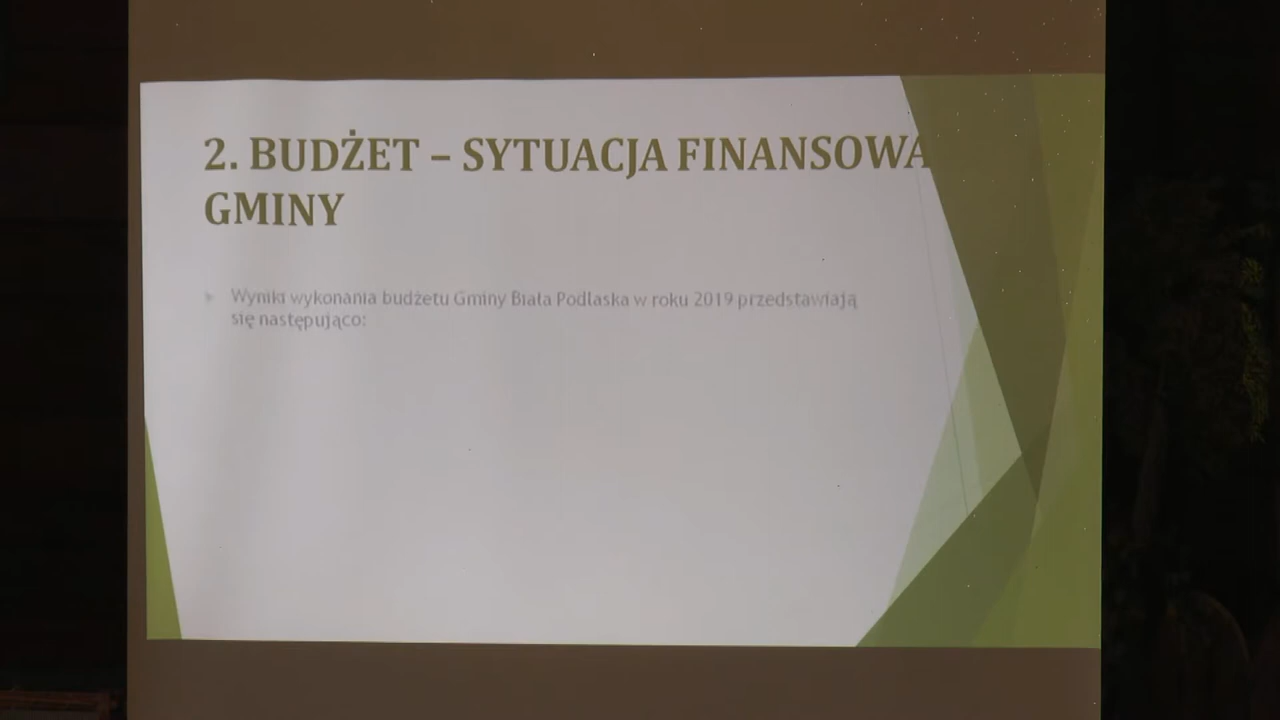 2. BUDŻET – SYTUACJA FINANSOWA
GMINY
Wyniki wykonania budżetu Gminy Biała Podlaska w roku 2019 przedstawiają
się następująco: